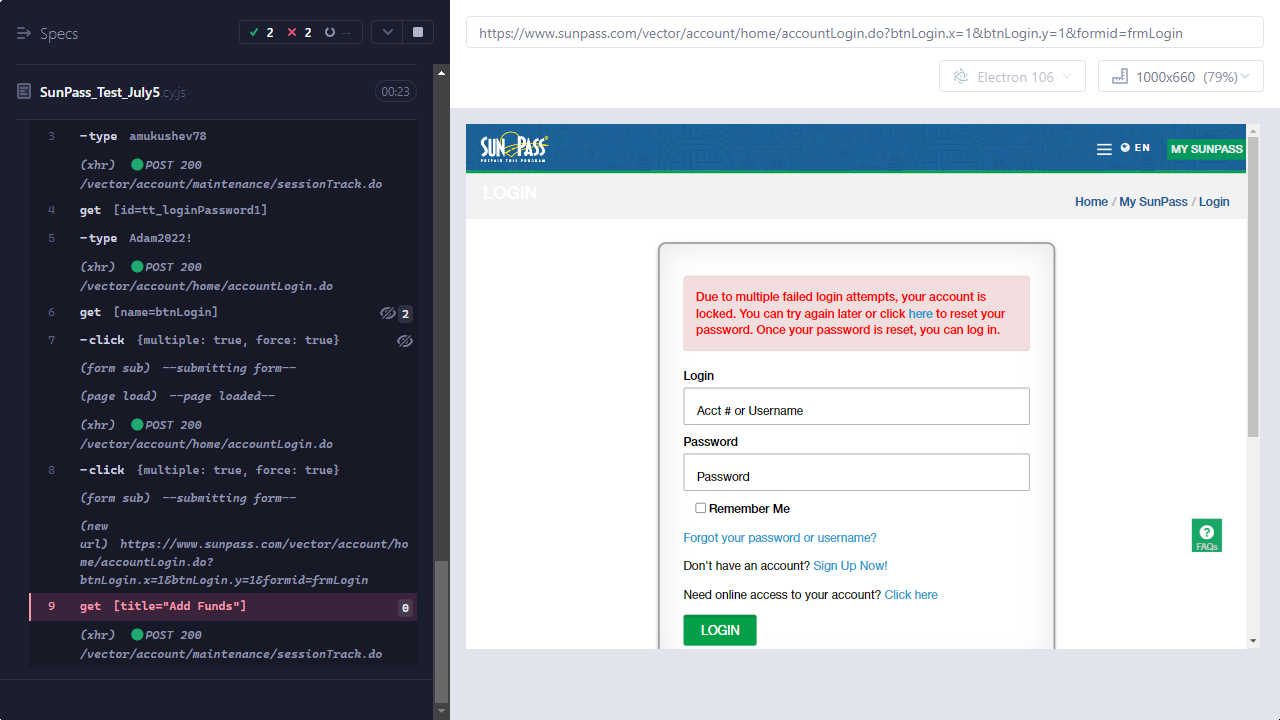 Specs
2 2 --
SunPass_Test_July5.cy.js 00:23
3 -type amukushev78
(xhr) POST 200
/vector/account/maintenance/sessionTrack.do
4 get [id=tt_loginPassword1]
5 -type Adam2022!
(xhr) POST 200
/vector/account/home/accountLogin.do
6 get [name=btnLogin] 2
7 -click {multiple: true, force: true}
(form sub) --submitting form--
(page load) --page loaded--
(xhr) POST 200
/vector/account/home/accountLogin.do
8 -click {multiple: true, force: true}
(form sub) --submitting form--
(new
url) https://www.sunpass.com/vector/account/ho
me/accountLogin.do?
btnLogin.x=1&btnLogin.y=1&formid=frmLogin
9 get [title="Add Funds"] 0
(xhr) POST 200
/vector/account/maintenance/sessionTrack.do
https://www.sunpass.com/vector/account/home/accountLogin.do?btnLogin.x=1&btnLogin.y=1&formid=frmLogin
Electron 106
1000x660 (79%)
SUNPASS
PREPAID TOLL PROGRAM
EN
MY SUNPASS
LOGIN
Home / My SunPass / Login
Due to multiple failed login attempts, your account is
locked. You can try again later or click here to reset your
password. Once your password is reset, you can log in.
Login
Acct # or Username
Password
Password
Remember Me
Forgot your password or username?
Don't have an account? Sign Up Now!
Need online access to your account? Click here
LOGIN
?
FAQs